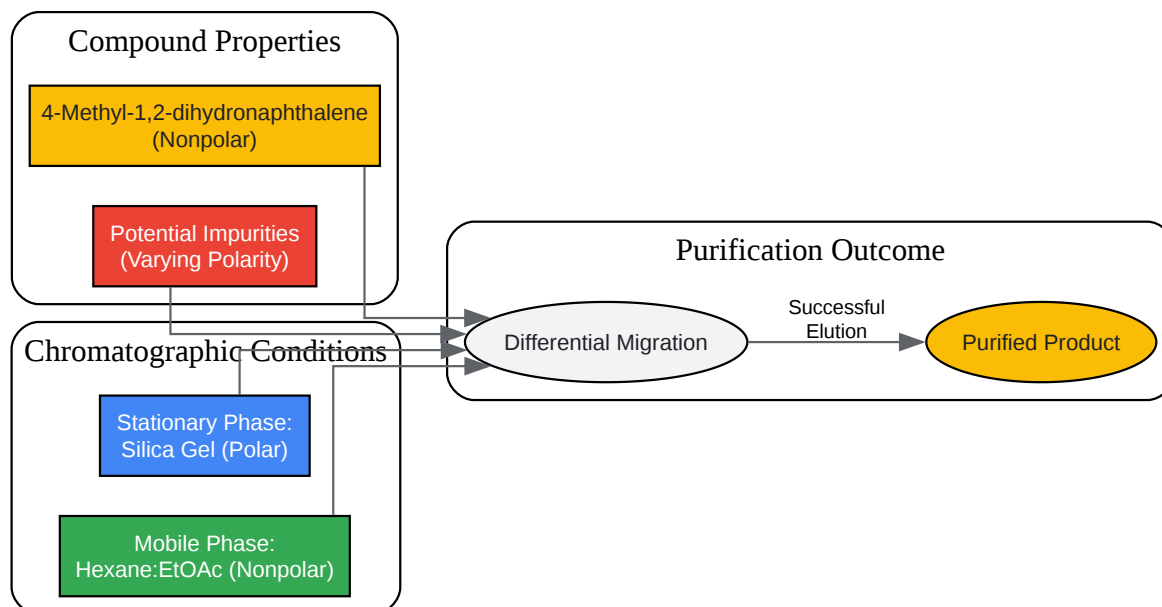 Compound Properties
4-Methyl-1,2-dihydronaphthalene
(Nonpolar)
Potential Impurities
(Varying Polarity)
Chromatographic Conditions
Stationary Phase:
Silica Gel (Polar)
Mobile Phase:
Hexane:EtOAc (Nonpolar)
Purification Outcome
Differential Migration
Successful
Elution
Purified Product